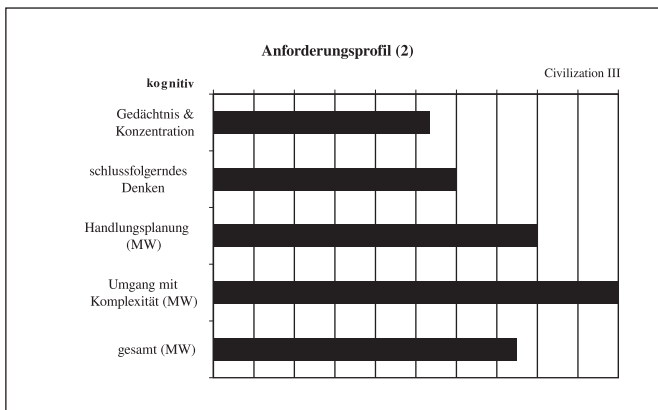 Anforderungsprofil (2)
Civilization III
kognitiv
Gedächtnis &
Konzentration
schlussfolgerndes
Denken
Handlungsplanung
(MW)
Umgang mit
Komplexität (MW)
gesamt (MW)